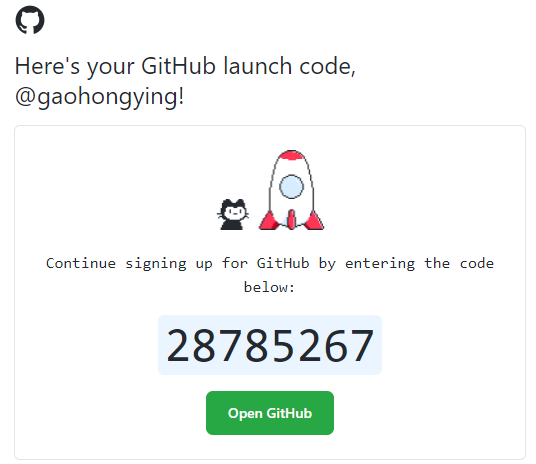 Here's your GitHub launch code,
@gaohongying!
Continue signing up for GitHub by entering the code
below:
28785267
Open GitHub